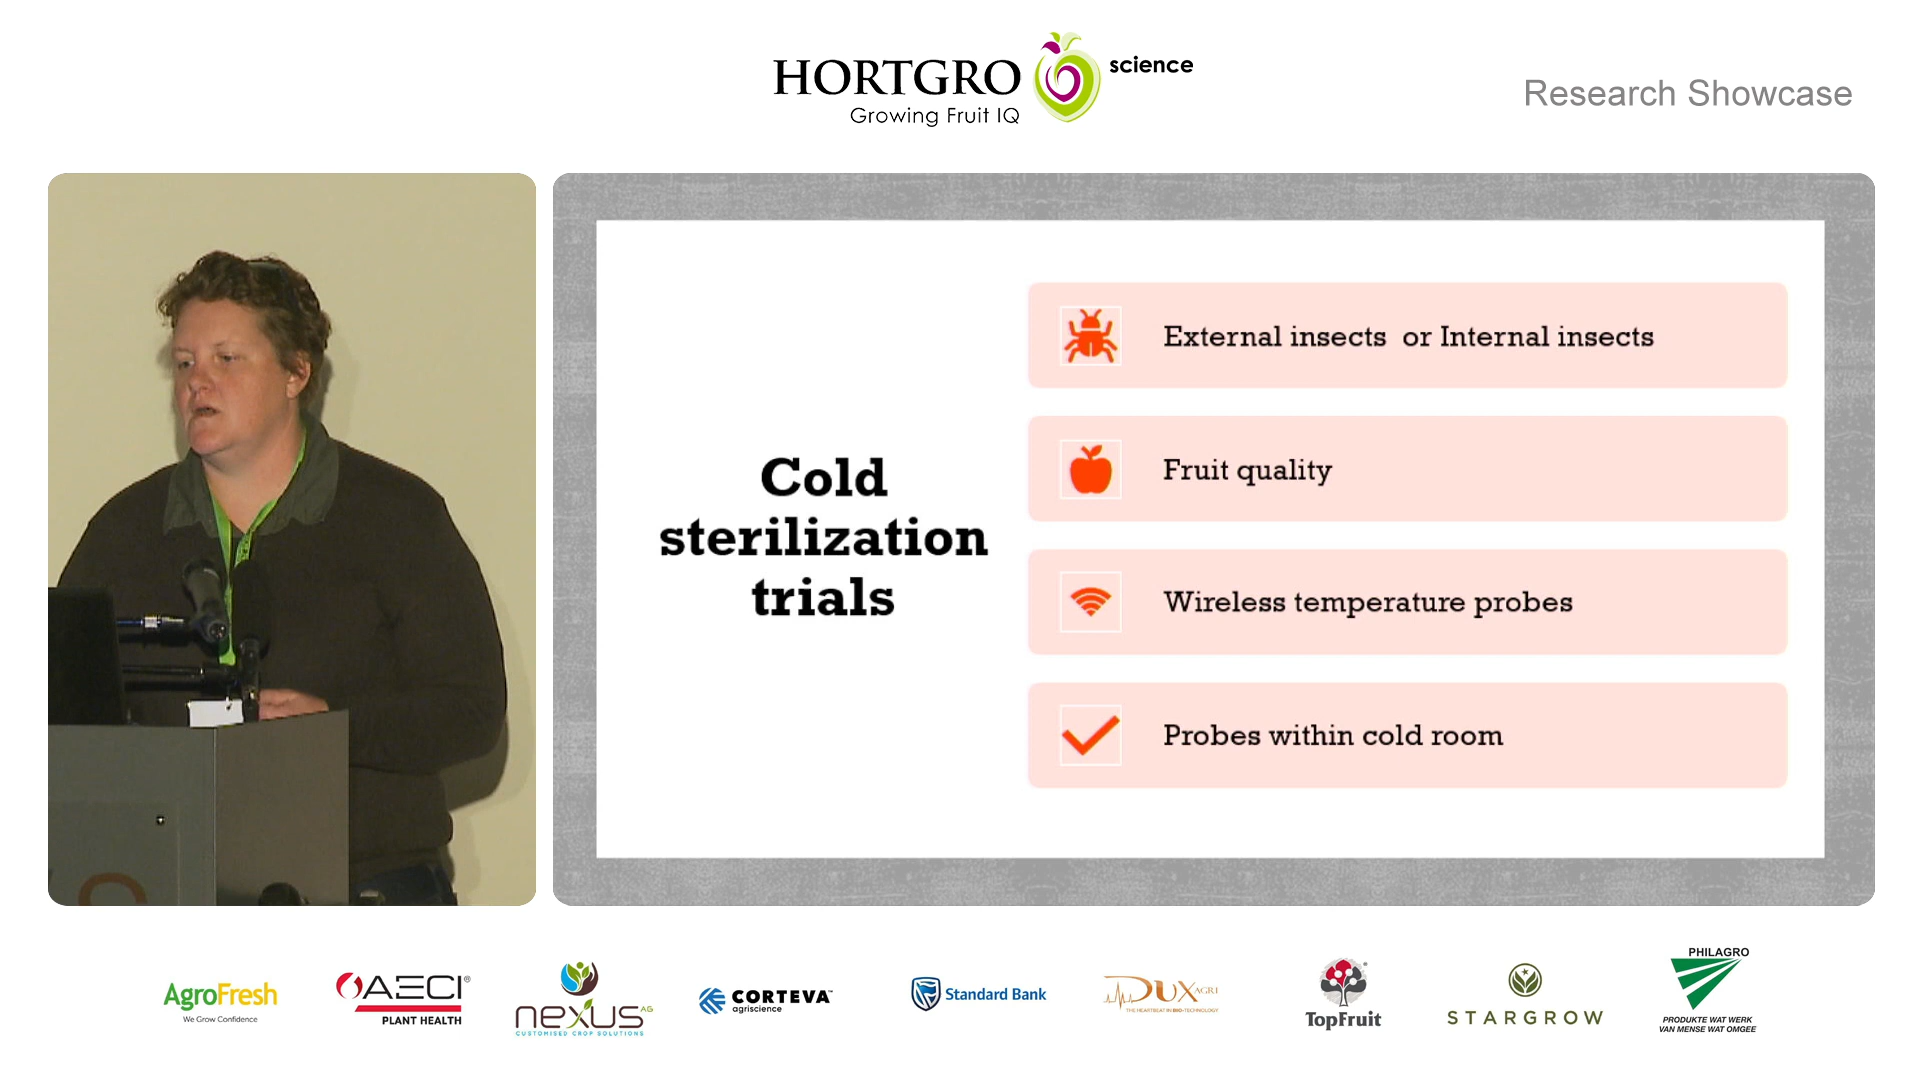 HORTGRO science
Growing Fruit IQ
Research Showcase
Cold
sterilization
trials
External insects or Internal insects
Fruit quality
Wireless temperature probes
Probes within cold room
AgroFresh
We Grow Confidence
AECI®
PLANT HEALTH
nexus AG
CUSTOMISED CROP SOLUTIONS
CORTEVA™
agriscience
Standard Bank
DUX AGRI
THE HEARTBEAT IN BIO-TECHNOLOGY
TopFruit
STARGROW
PHILAGRO
PRODUKTE WAT WERK
VAN MENSE WAT OMGEE